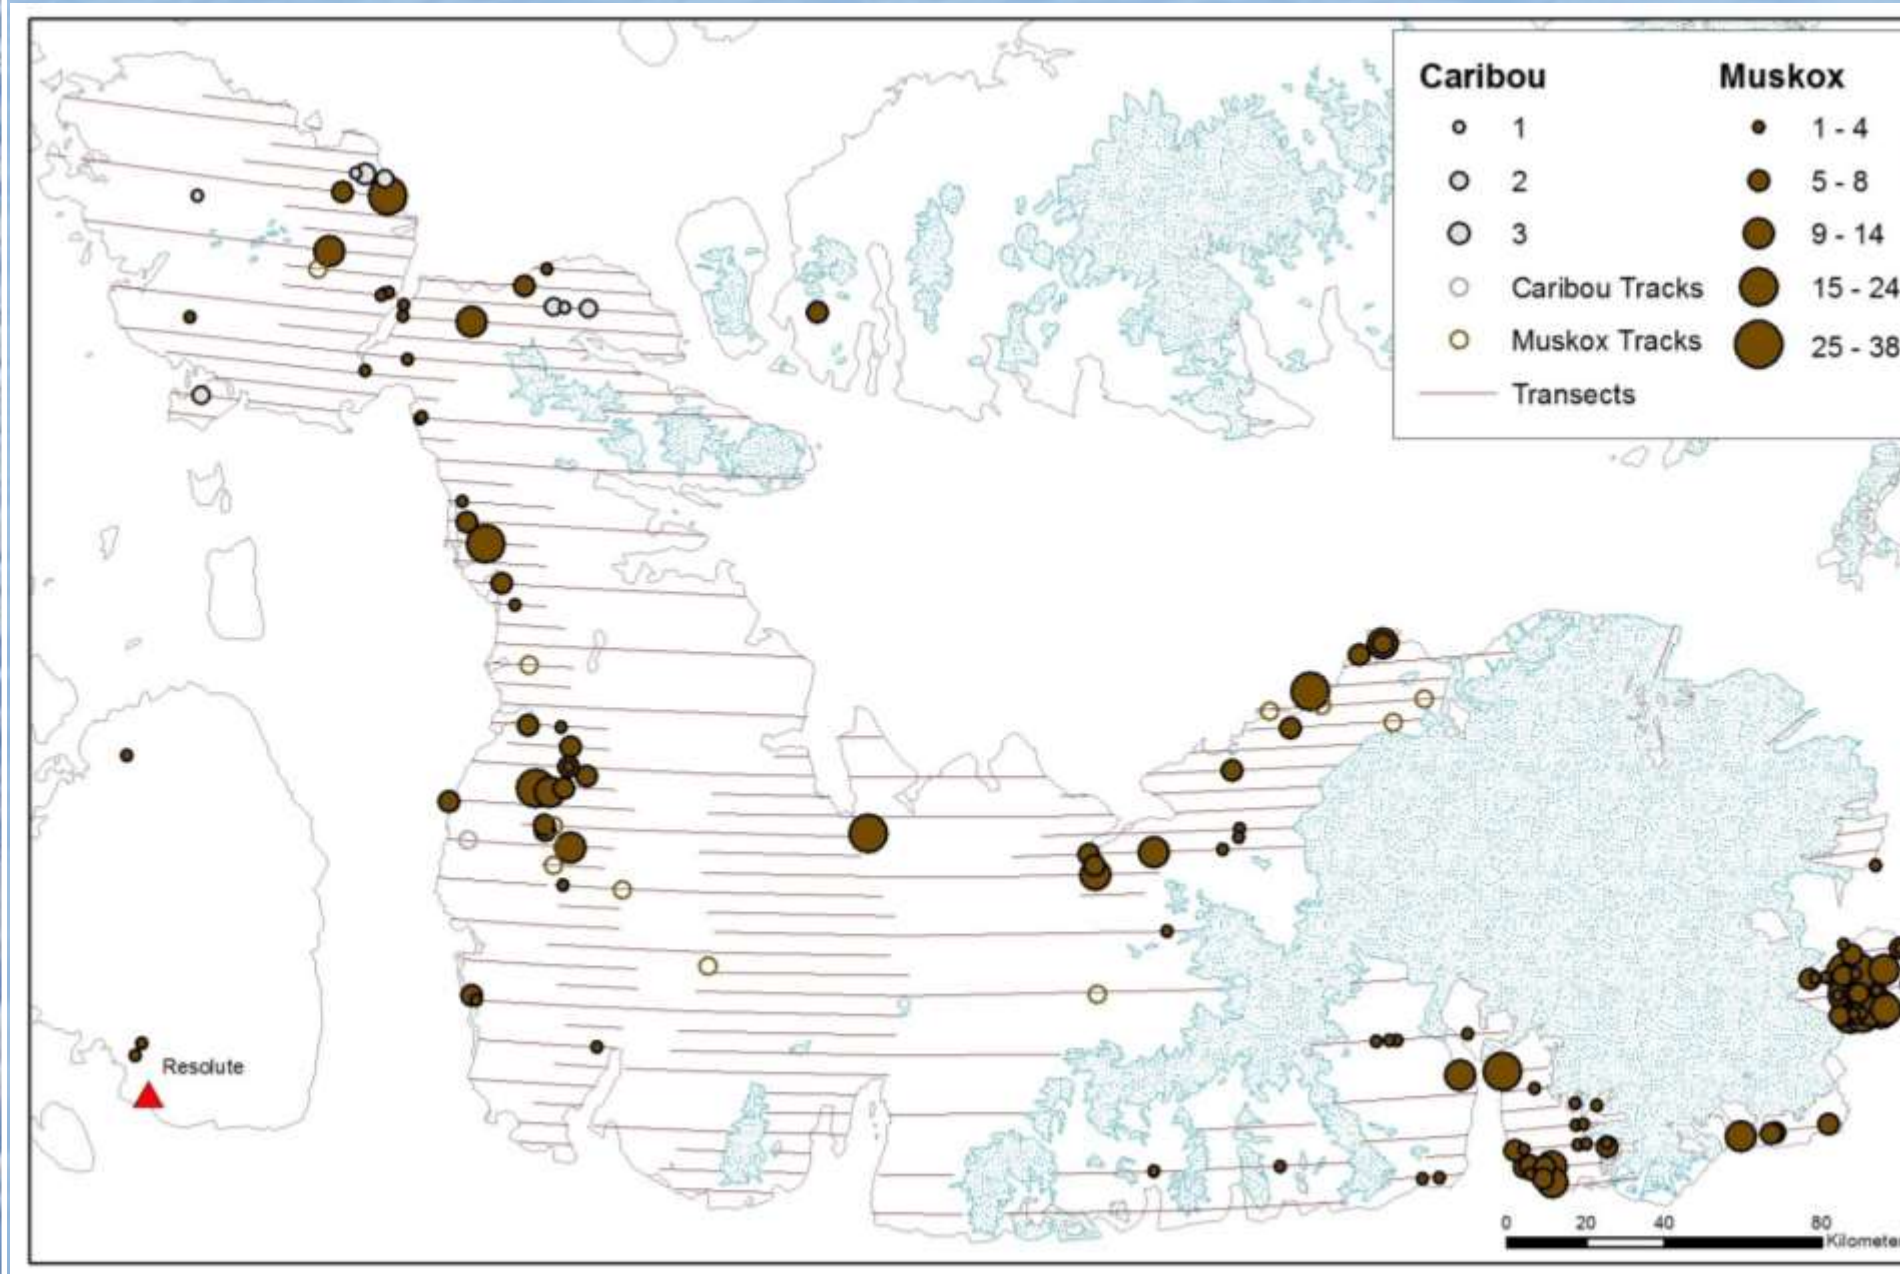 Caribou
1
2
3
Caribou Tracks
Muskox Tracks
Transects
Muskox
1 - 4
5 - 8
9 - 14
15 - 24
25 - 38
Resolute
0 20 40 80
Kilomete